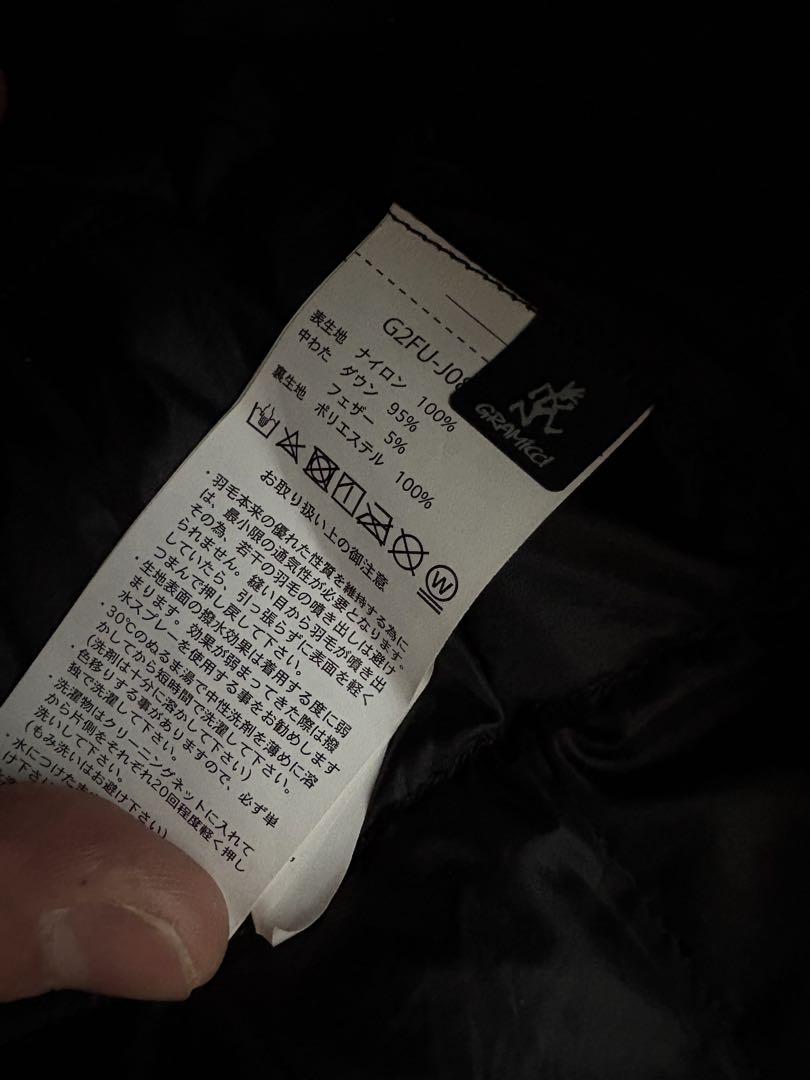 G2FU-J08
表生地 ナイロン 100%
中わた ダウン 95%
フェザー 5%
裏生地 ポリエステル 100%
GRAMICCI
W
お取り扱い上の御注意
・羽毛本来の優れた性質を維持する為に
は、最小限の通気性が必要となります。
その為、若干の羽毛の噴き出しは避け
られません。縫い目から羽毛が噴き出
していたら、引っ張らずに表面を軽く
つまんで押し戻して下さい。
・生地表面の撥水効果は着用する度に弱
まります。効果が弱まってきた際は撥
水スプレーを使用する事をお勧めします
・30℃のぬるま湯で中性洗剤を薄めに溶
かしてから短時間で洗濯して下さい。
(洗剤は十分に溶かして下さい)
色移りする事がありますので、必ず単
独で洗濯して下さい。
・洗濯物はクリーニングネットに入れて
から片側をそれぞれ20回程度軽く押し
洗いして下さい。
(もみ洗いはお避け下さい)
・水につけたま
け下さい